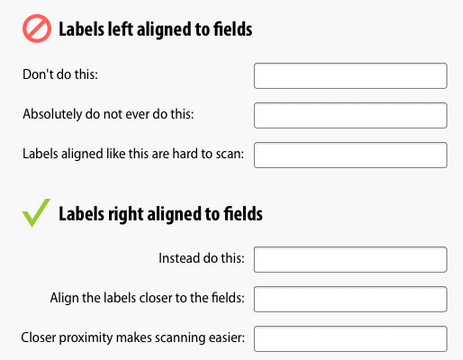 Labels left aligned to fields
Don't do this:
Absolutely do not ever do this:
Labels aligned like this are hard to scan:
Labels right aligned to fields
Instead do this:
Align the labels closer to the fields:
Closer proximity makes scanning easier: